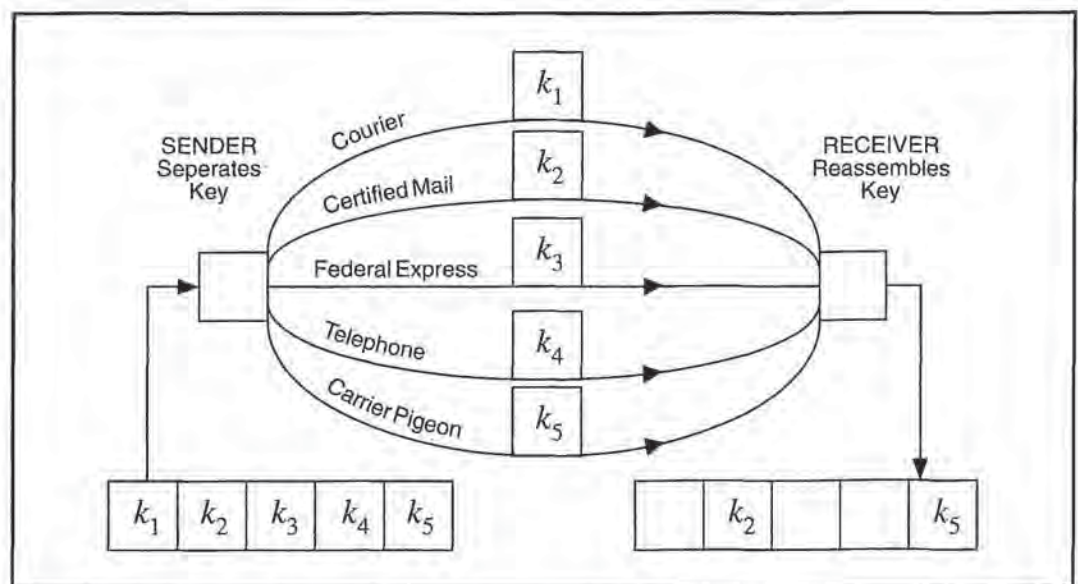 k1
Courier
SENDER
Seperates
Key
RECEIVER
Reassembles
Key
k2
Certified Mail
k3
Federal Express
k4
Telephone
k5
Carrier Pigeon
k1 k2 k3 k4 k5
k2 k5